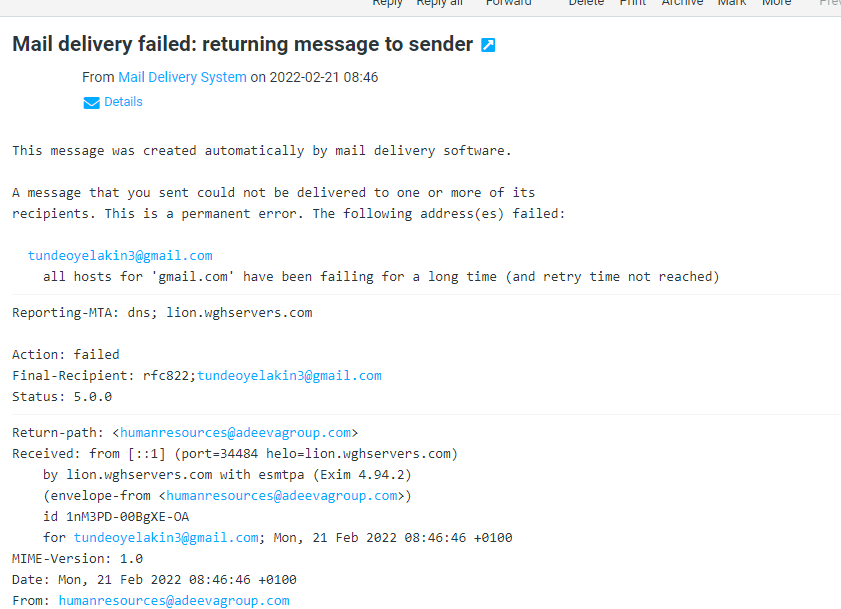 Reply Reply all Forward Delete Print Archive Mark More
Mail delivery failed: returning message to sender
From Mail Delivery System on 2022-02-21 08:46
Details
This message was created automatically by mail delivery software.
A message that you sent could not be delivered to one or more of its
recipients. This is a permanent error. The following address(es) failed:
tundeoyelakin3@gmail.com
all hosts for 'gmail.com' have been failing for a long time (and retry time not reached)
Reporting-MTA: dns; lion.wghservers.com
Action: failed
Final-Recipient: rfc822;tundeoyelakin3@gmail.com
Status: 5.0.0
Return-path: <humanresources@adeevagroup.com>
Received: from [::1] (port=34484 helo=lion.wghservers.com)
by lion.wghservers.com with esmtpa (Exim 4.94.2)
(envelope-from <humanresources@adeevagroup.com>)
id 1nM3PD-00BgXE-OA
for tundeoyelakin3@gmail.com; Mon, 21 Feb 2022 08:46:46 +0100
MIME-Version: 1.0
Date: Mon, 21 Feb 2022 08:46:46 +0100
From: humanresources@adeevagroup.com